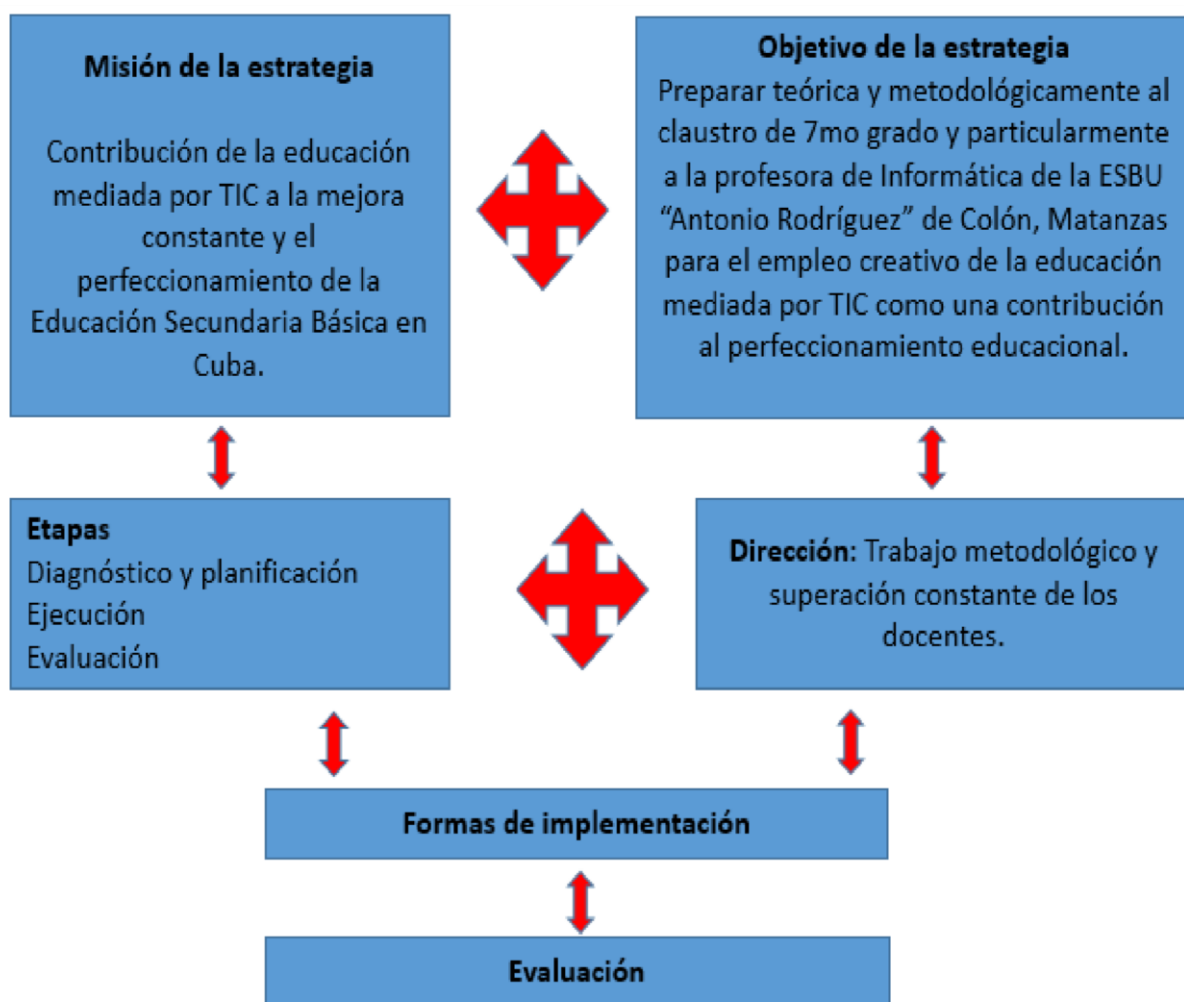 Misión de la estrategia
Contribución de la educación
mediada por TIC a la mejora
constante y el
perfeccionamiento de la
Educación Secundaria Básica en
Cuba.
Objetivo de la estrategia
Preparar teórica y metodológicamente al
claustro de 7mo grado y particularmente
a la profesora de Informática de la ESBU
“Antonio Rodríguez” de Colón, Matanzas
para el empleo creativo de la educación
mediada por TIC como una contribución
al perfeccionamiento educacional.
Etapas
Diagnóstico y planificación
Ejecución
Evaluación
Dirección: Trabajo metodológico y
superación constante de los
docentes.
Formas de implementación
Evaluación